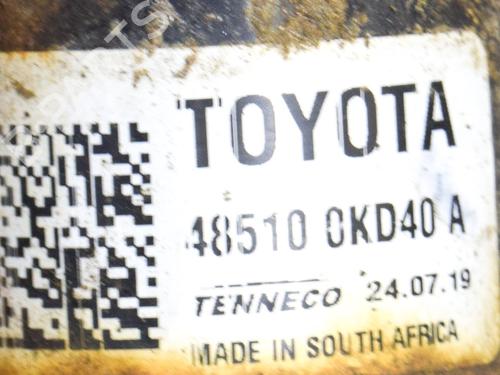 TOYOTA
48510 0KD40 A
TENNECO 24.07.19
MADE IN SOUTH AFRICA